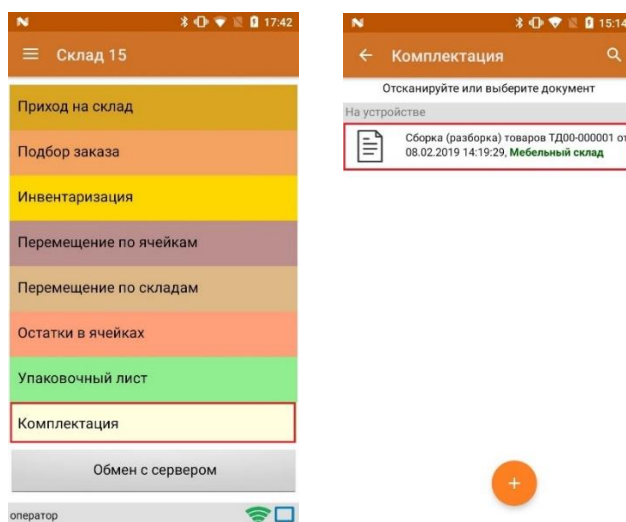 17:42
Склад 15
Приход на склад
Подбор заказа
Инвентаризация
Перемещение по ячейкам
Перемещение по складам
Остатки в ячейках
Упаковочный лист
Комплектация
Обмен с сервером
оператор
15:14
Комплектация
Отсканируйте или выберите документ
На устройстве
Сборка (разборка) товаров ТД00-000001 от
08.02.2019 14:19:29, Мебельный склад
+